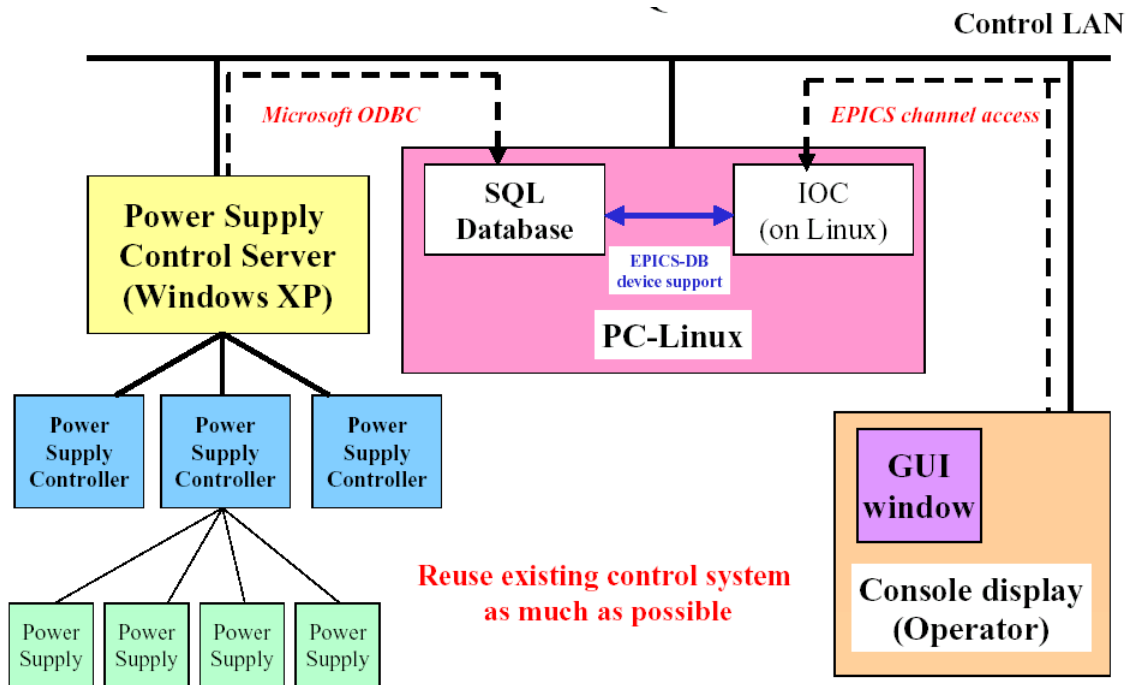 Control LAN
Microsoft ODBC
EPICS channel access
Power Supply
Control Server
(Windows XP)
SQL
Database
IOC
(on Linux)
EPICS-DB
device support
PC-Linux
Power
Supply
Controller
Power
Supply
Controller
Power
Supply
Controller
GUI
window
Console display
(Operator)
Reuse existing control system
as much as possible
Power
Supply
Power
Supply
Power
Supply
Power
Supply